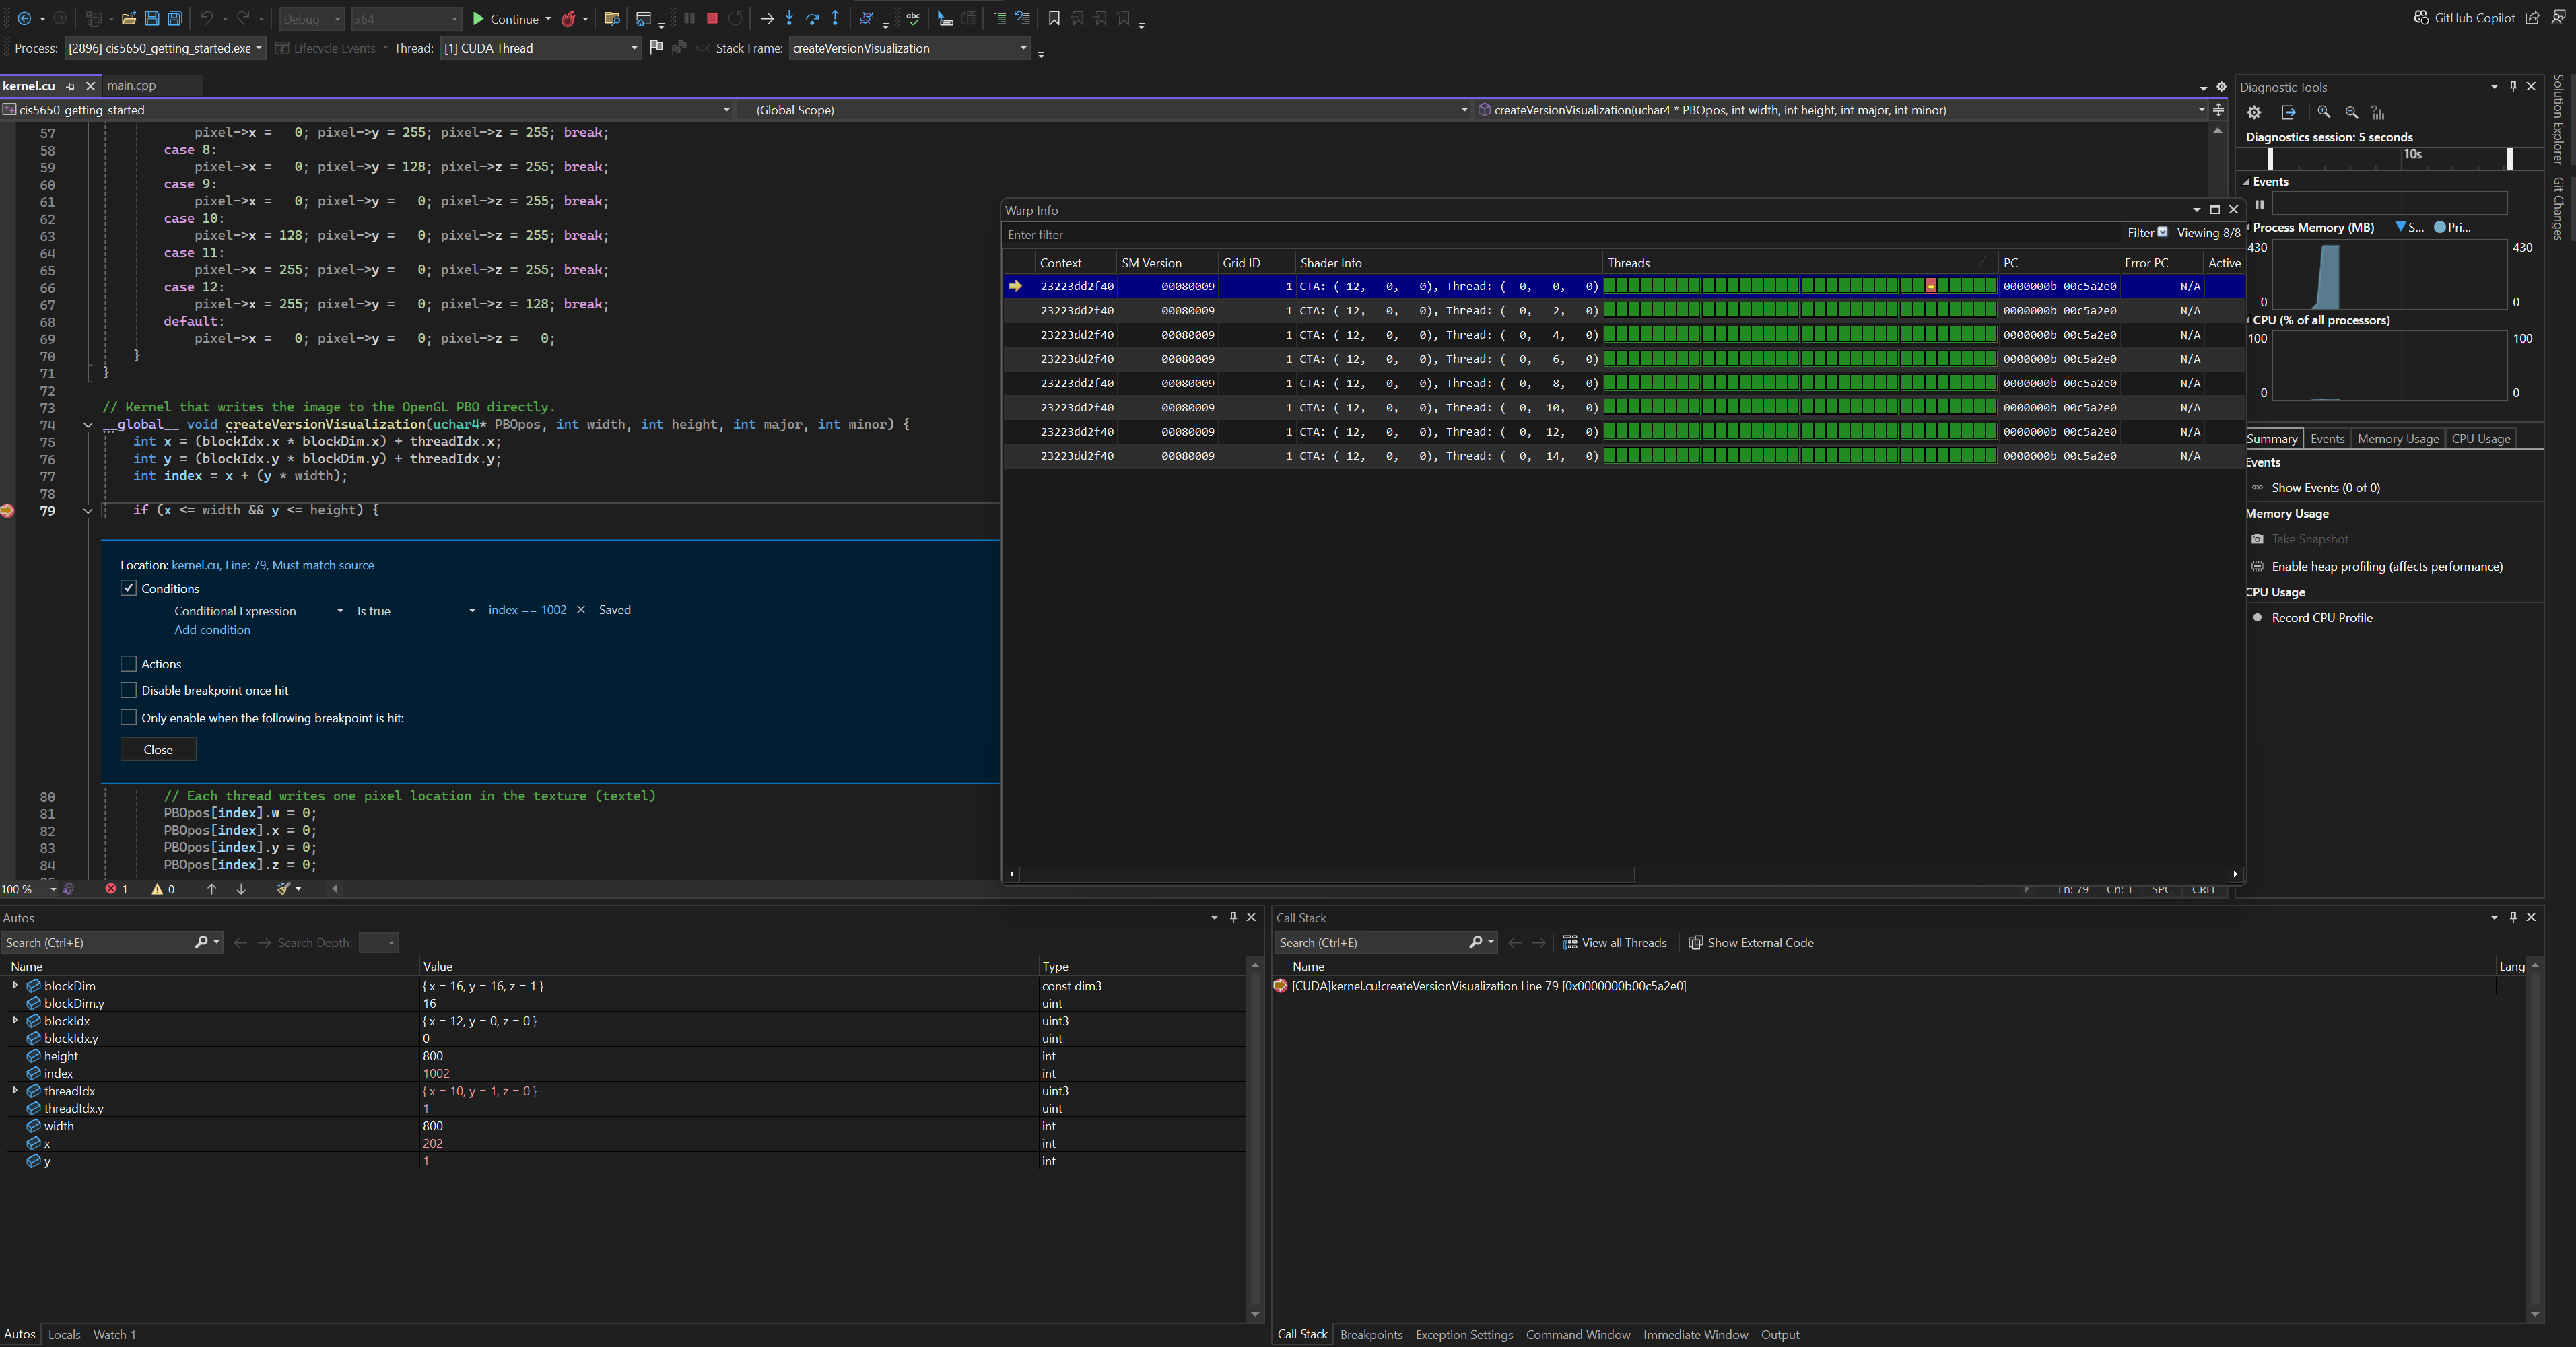 Debug x64 Continue GitHub Copilot
Process: [2896] cis5650_getting_started.exe Lifecycle Events Thread: [1] CUDA Thread Stack Frame: createVersionVisualization
kernel.cu main.cpp
cis5650_getting_started (Global Scope) createVersionVisualization(uchar4 * PBOpos, int width, int height, int major, int minor)
57 pixel->x =   0; pixel->y = 255; pixel->z = 255; break;
58 case 8:
59 pixel->x =   0; pixel->y = 128; pixel->z = 255; break;
60 case 9:
61 pixel->x =   0; pixel->y =   0; pixel->z = 255; break;
62 case 10:
63 pixel->x = 128; pixel->y =   0; pixel->z = 255; break;
64 case 11:
65 pixel->x = 255; pixel->y =   0; pixel->z = 255; break;
66 case 12:
67 pixel->x = 255; pixel->y =   0; pixel->z = 128; break;
68 default:
69 pixel->x =   0; pixel->y =   0; pixel->z =   0;
70 }
71 }
72
73 // Kernel that writes the image to the OpenGL PBO directly.
74 __global__ void createVersionVisualization(uchar4* PBOpos, int width, int height, int major, int minor) {
75 int x = (blockIdx.x * blockDim.x) + threadIdx.x;
76 int y = (blockIdx.y * blockDim.y) + threadIdx.y;
77 int index = x + (y * width);
78
79 if (x <= width && y <= height) {
Location: kernel.cu, Line: 79, Must match source
Conditions
Conditional Expression Is true index == 1002 Saved
Add condition
Actions
Disable breakpoint once hit
Only enable when the following breakpoint is hit:
Close
80 // Each thread writes one pixel location in the texture (textel)
81 PBOpos[index].w = 0;
82 PBOpos[index].x = 0;
83 PBOpos[index].y = 0;
84 PBOpos[index].z = 0;
100 % 1 0 Ln: 79 Ch: 1 SPC CRLF
Warp Info
Enter filter Filter Viewing 8/8
Context SM Version Grid ID Shader Info Threads PC Error PC Active
23223dd2f40 00080009 1 CTA: ( 12,   0,   0), Thread: (  0,   0,   0) 0000000b 00c5a2e0 N/A
23223dd2f40 00080009 1 CTA: ( 12,   0,   0), Thread: (  0,   2,   0) 0000000b 00c5a2e0 N/A
23223dd2f40 00080009 1 CTA: ( 12,   0,   0), Thread: (  0,   4,   0) 0000000b 00c5a2e0 N/A
23223dd2f40 00080009 1 CTA: ( 12,   0,   0), Thread: (  0,   6,   0) 0000000b 00c5a2e0 N/A
23223dd2f40 00080009 1 CTA: ( 12,   0,   0), Thread: (  0,   8,   0) 0000000b 00c5a2e0 N/A
23223dd2f40 00080009 1 CTA: ( 12,   0,   0), Thread: (  0,  10,   0) 0000000b 00c5a2e0 N/A
23223dd2f40 00080009 1 CTA: ( 12,   0,   0), Thread: (  0,  12,   0) 0000000b 00c5a2e0 N/A
23223dd2f40 00080009 1 CTA: ( 12,   0,   0), Thread: (  0,  14,   0) 0000000b 00c5a2e0 N/A
Diagnostic Tools
Diagnostics session: 5 seconds
10s
Events
Process Memory (MB) S... Pri...
430 430
0 0
CPU (% of all processors)
100 100
0 0
Summary Events Memory Usage CPU Usage
Events
Show Events (0 of 0)
Memory Usage
Take Snapshot
Enable heap profiling (affects performance)
CPU Usage
Record CPU Profile
Solution Explorer
Git Changes
Autos
Search (Ctrl+E) Search Depth:
Name Value Type
blockDim { x = 16, y = 16, z = 1 } const dim3
blockDim.y 16 uint
blockIdx { x = 12, y = 0, z = 0 } uint3
blockIdx.y 0 uint
height 800 int
index 1002 int
threadIdx { x = 10, y = 1, z = 0 } uint3
threadIdx.y 1 uint
width 800 int
x 202 int
y 1 int
Autos Locals Watch 1
Call Stack
Search (Ctrl+E) View all Threads Show External Code
Name Lang
[CUDA]kernel.cu!createVersionVisualization Line 79 [0x0000000b00c5a2e0]
Call Stack Breakpoints Exception Settings Command Window Immediate Window Output